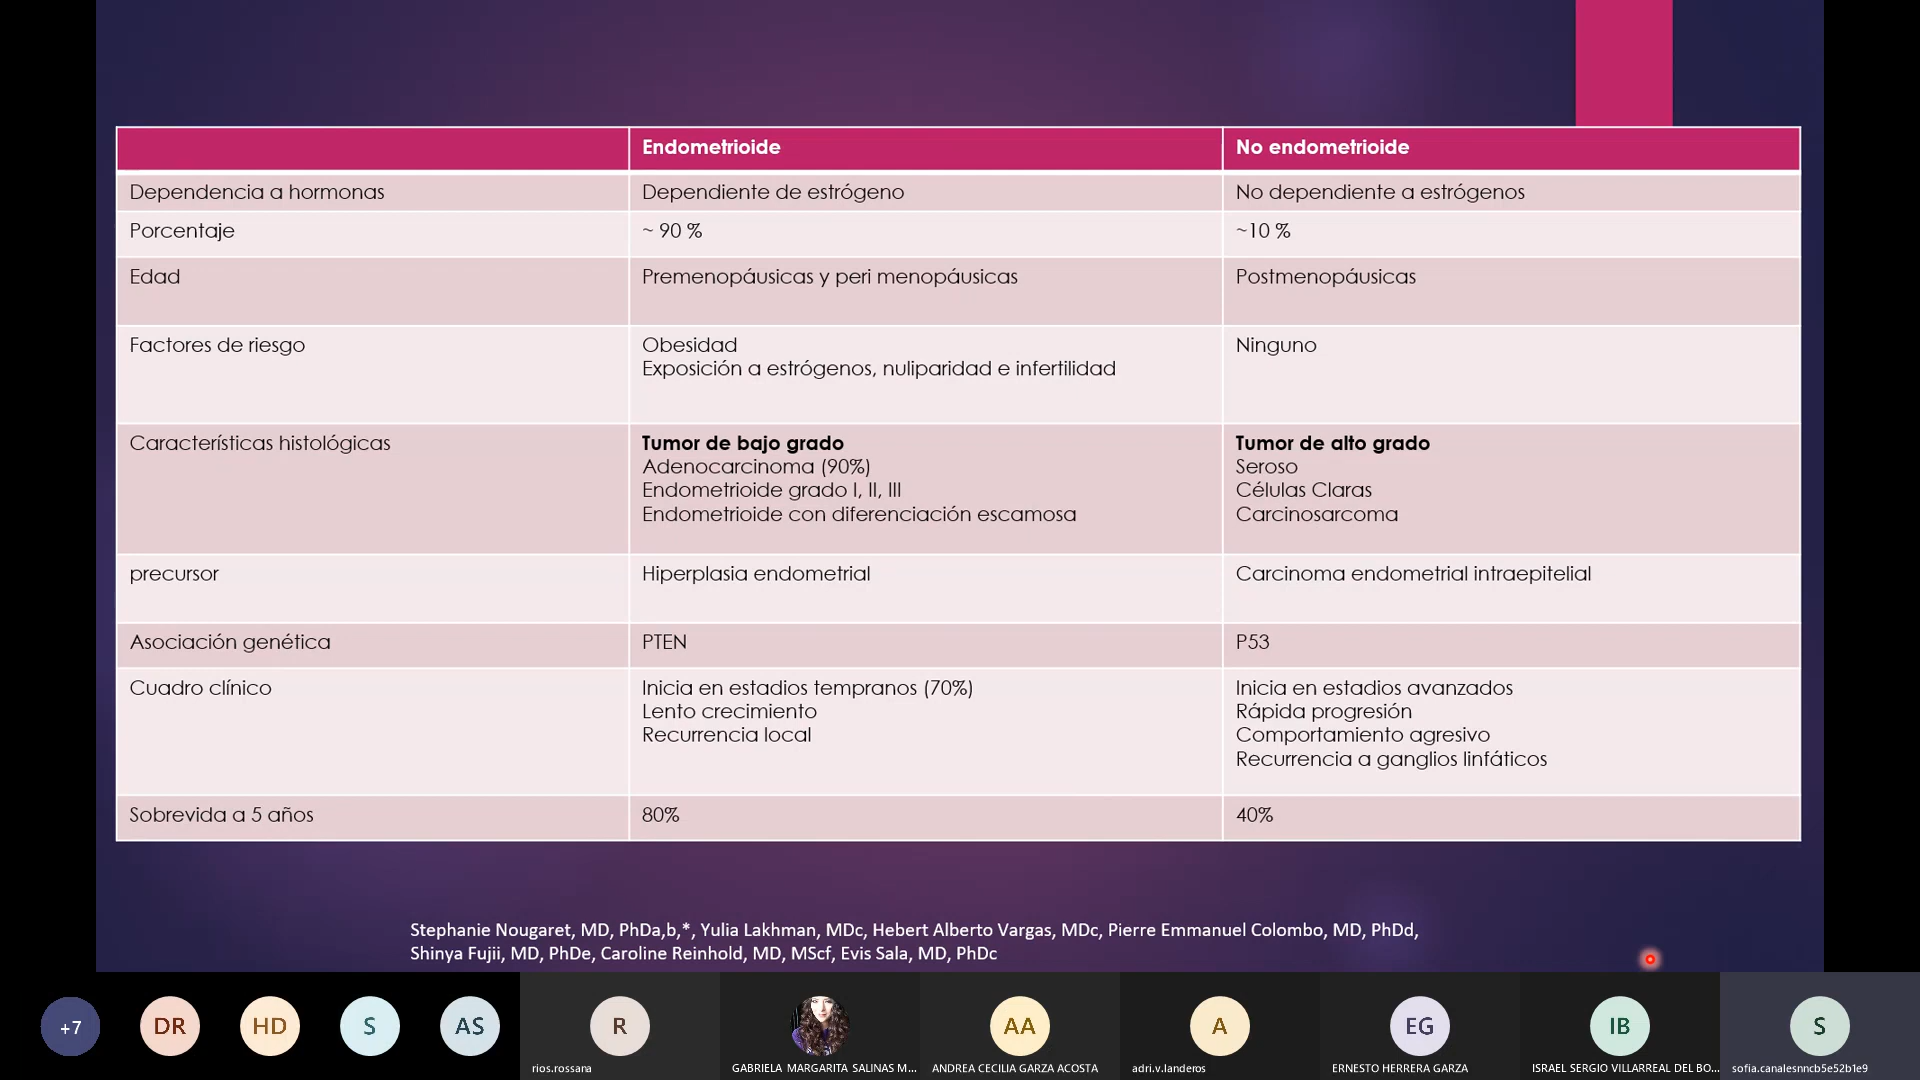 Endometrioide
No endometrioide
Dependencia a hormonas
Dependiente de estrógeno
No dependiente a estrógenos
Porcentaje
~ 90 %
~10 %
Edad
Premenopáusicas y peri menopáusicas
Postmenopáusicas
Factores de riesgo
Obesidad
Exposición a estrógenos, nuliparidad e infertilidad
Ninguno
Características histológicas
Tumor de bajo grado
Adenocarcinoma (90%)
Endometrioide grado I, II, III
Endometrioide con diferenciación escamosa
Tumor de alto grado
Seroso
Células Claras
Carcinosarcoma
precursor
Hiperplasia endometrial
Carcinoma endometrial intraepitelial
Asociación genética
PTEN
P53
Cuadro clínico
Inicia en estadios tempranos (70%)
Lento crecimiento
Recurrencia local
Inicia en estadios avanzados
Rápida progresión
Comportamiento agresivo
Recurrencia a ganglios linfáticos
Sobrevida a 5 años
80%
40%
Stephanie Nougaret, MD, PhDa,b,*, Yulia Lakhman, MDc, Hebert Alberto Vargas, MDc, Pierre Emmanuel Colombo, MD, PhDd,
Shinya Fujii, MD, PhDe, Caroline Reinhold, MD, MScf, Evis Sala, MD, PhDc
+7
DR
HD
S
AS
R
AA
A
EG
IB
S
rios.rossana
GABRIELA MARGARITA SALINAS M...
ANDREA CECILIA GARZA ACOSTA
adri.v.landeros
ERNESTO HERRERA GARZA
ISRAEL SERGIO VILLARREAL DEL BO...
sofia.canalesnncb5e52b1e9